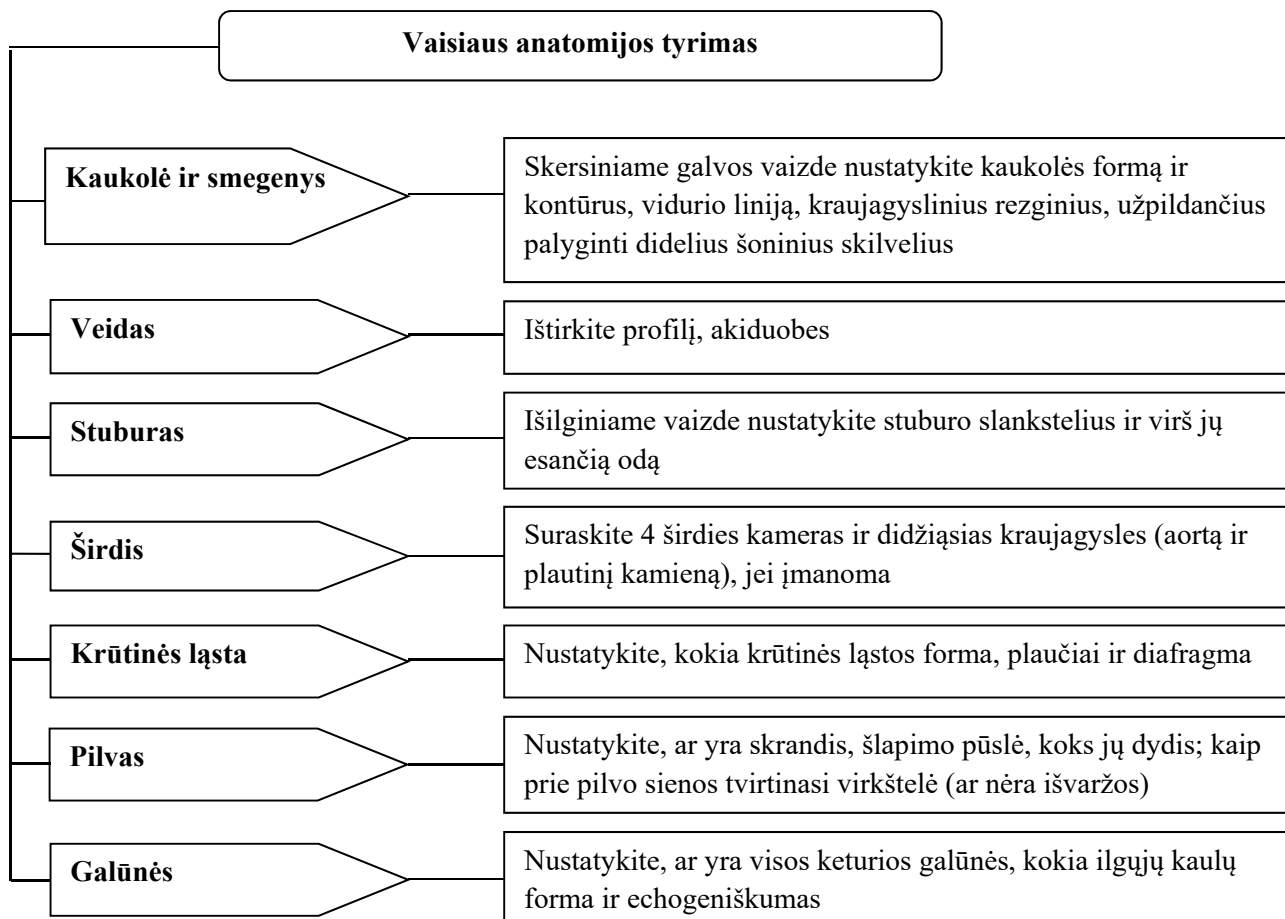 Vaisiaus anatomijos tyrimas
Kaukolė ir smegenys
Skersiniame galvos vaizde nustatykite kaukolės formą ir
kontūrus, vidurio liniją, kraujagyslinius rezginius, užpildančius
palyginti didelius šoninius skilvelius
Veidas
Ištirkite profilį, akiduobes
Stuburas
Išilginiame vaizde nustatykite stuburo slankstelius ir virš jų
esančią odą
Širdis
Suraskite 4 širdies kameras ir didžiąsias kraujagysles (aortą ir
plautinį kamieną), jei įmanoma
Krūtinės ląsta
Nustatykite, kokia krūtinės ląstos forma, plaučiai ir diafragma
Pilvas
Nustatykite, ar yra skrandis, šlapimo pūslė, koks jų dydis; kaip
prie pilvo sienos tvirtinasi virkštelė (ar nėra išvaržos)
Galūnės
Nustatykite, ar yra visos keturios galūnės, kokia ilgųjų kaulų
forma ir echogeniškumas